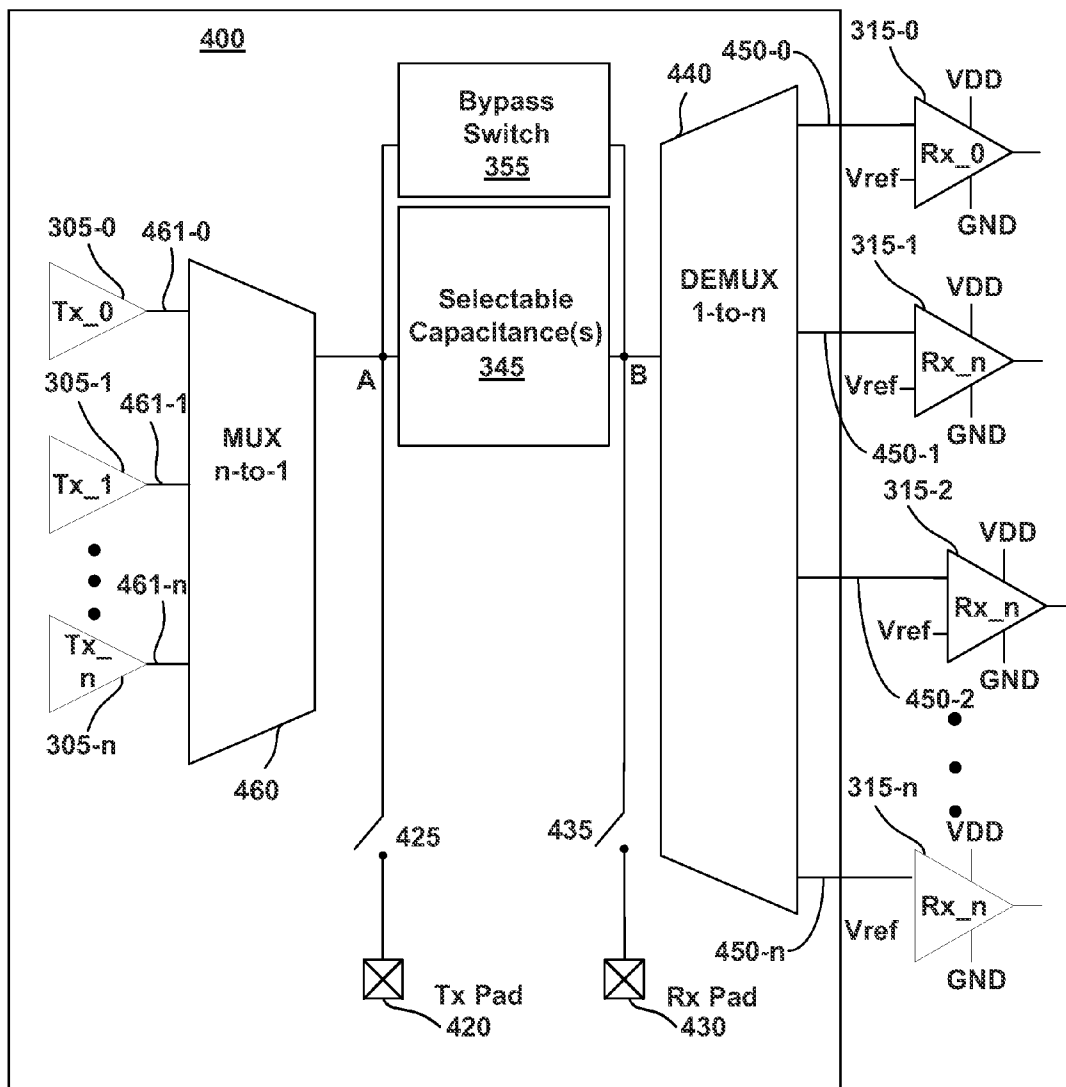 400
315-0
450-0
VDD
440
Bypass
Switch
355
Rx_0
Vref
GND
305-0
461-0
315-1
Tx_0
DEMUX
1-to-n
VDD
Selectable
Capacitance(s)
345
A
B
Rx_n
Vref
GND
305-1
461-1
MUX
n-to-1
450-1
Tx_1
315-2
VDD
461-n
Rx_n
Vref
GND
Tx_
n
450-2
305-n
460
315-n
425
435
VDD
Rx_n
Vref
450-n
GND
Tx Pad
420
Rx Pad
430